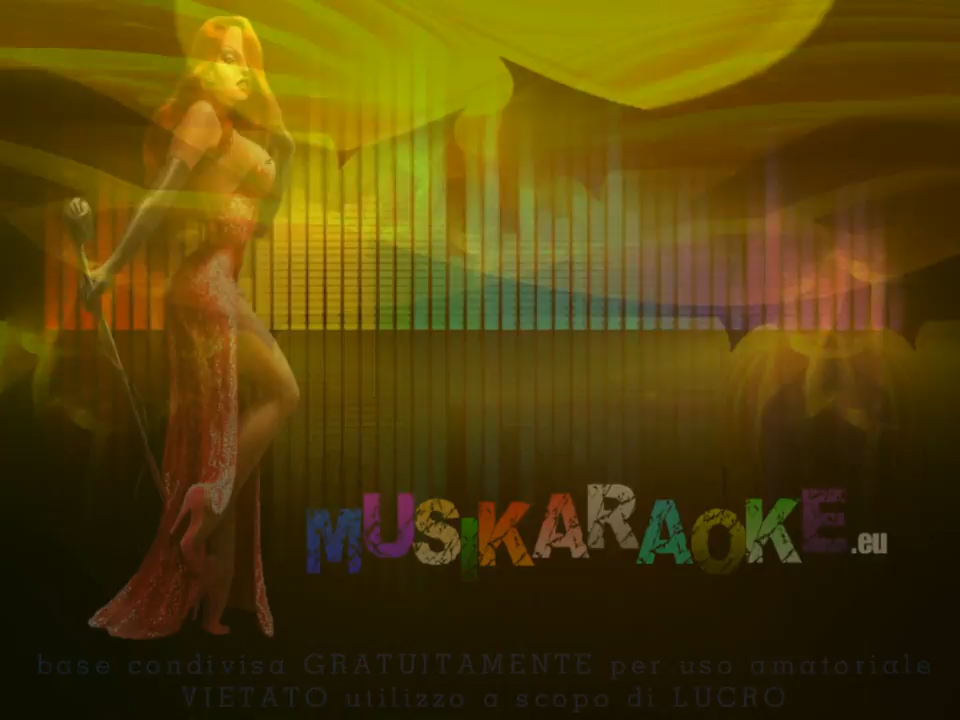 MUSIKARAOKE.eu
base condivisa GRATUITAMENTE per uso amatoriale
VIETATO utilizzo a scopo di LUCRO